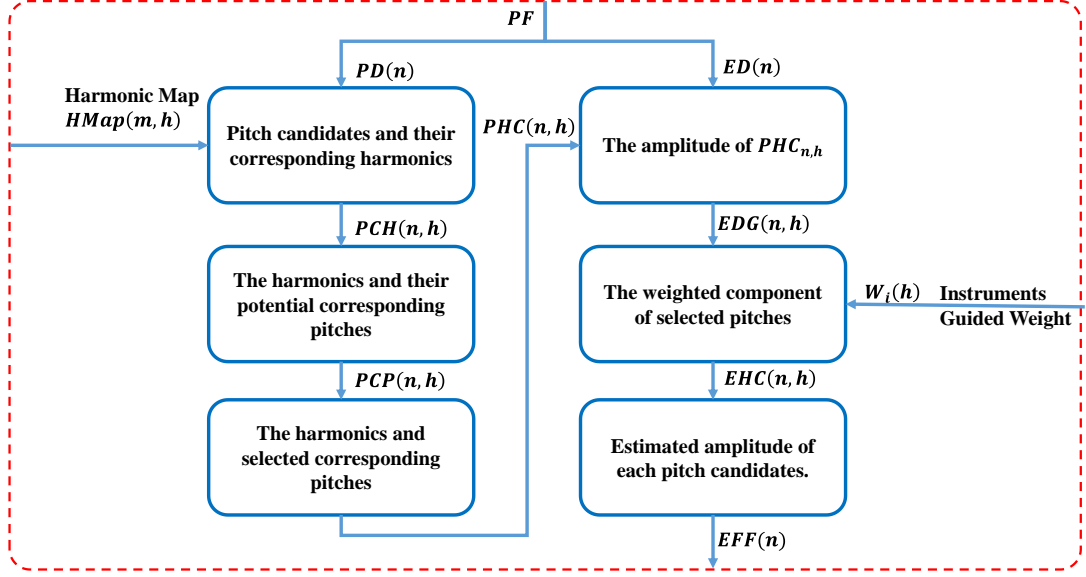 PF
PD(n)
ED(n)
Harmonic Map
HMap(m, h)
Pitch candidates and their
corresponding harmonics
PHC(n, h)
The amplitude of PHCₙ,ₕ
PCH(n, h)
EDG(n, h)
The harmonics and their
potential corresponding
pitches
The weighted component
of selected pitches
Wᵢ(h)
Instruments
Guided Weight
PCP(n, h)
EHC(n, h)
The harmonics and
selected corresponding
pitches
Estimated amplitude of
each pitch candidates.
EFF(n)